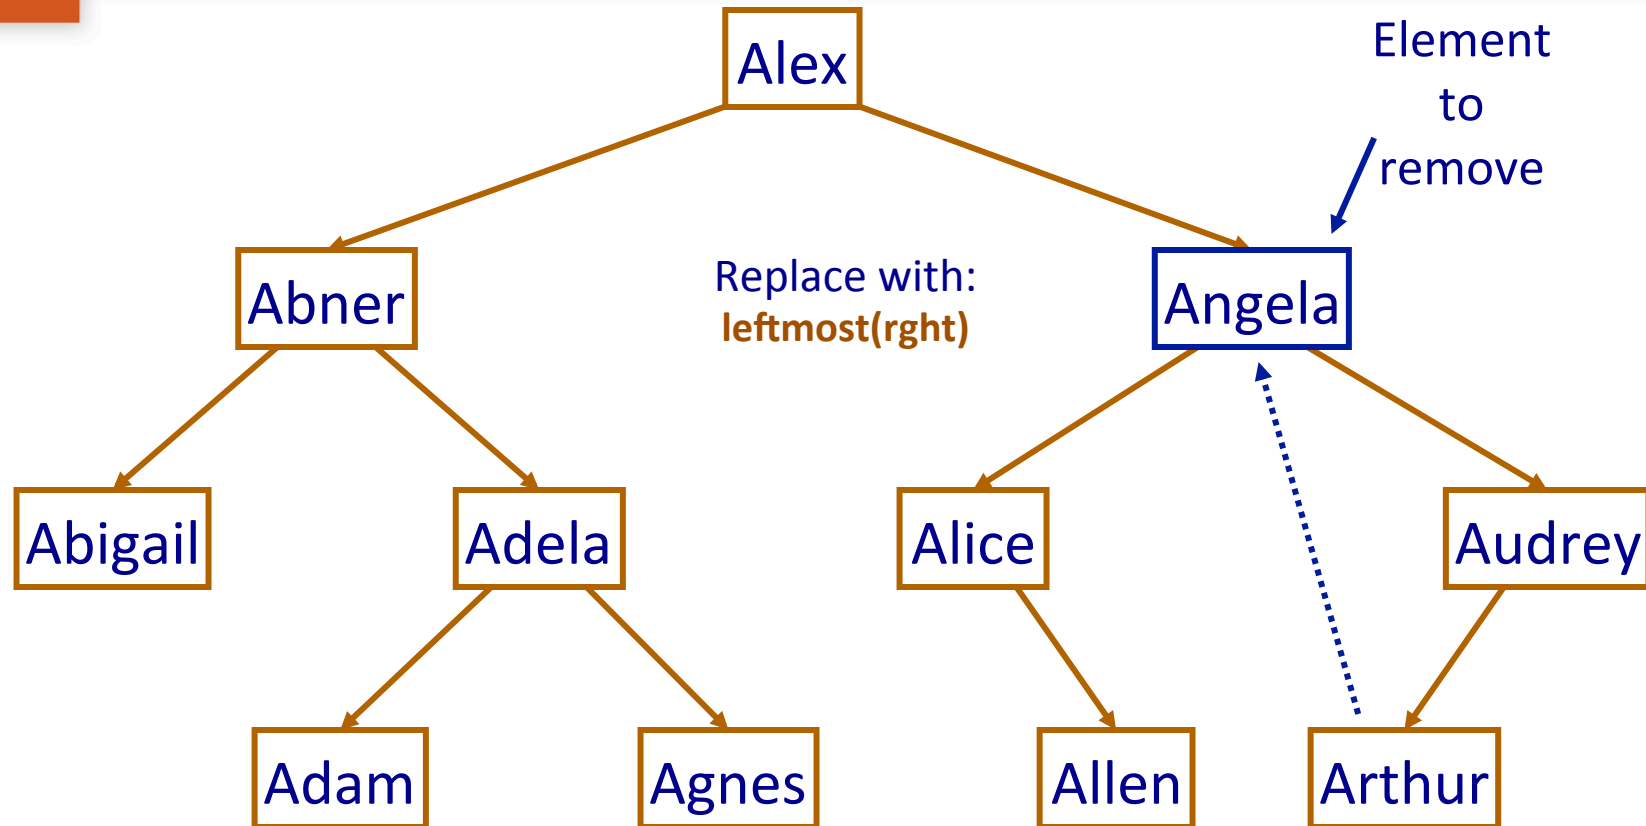 Alex
Element
to
remove
Abner
Replace with:
leftmost(rght)
Angela
Abigail
Adela
Alice
Audrey
Adam
Agnes
Allen
Arthur